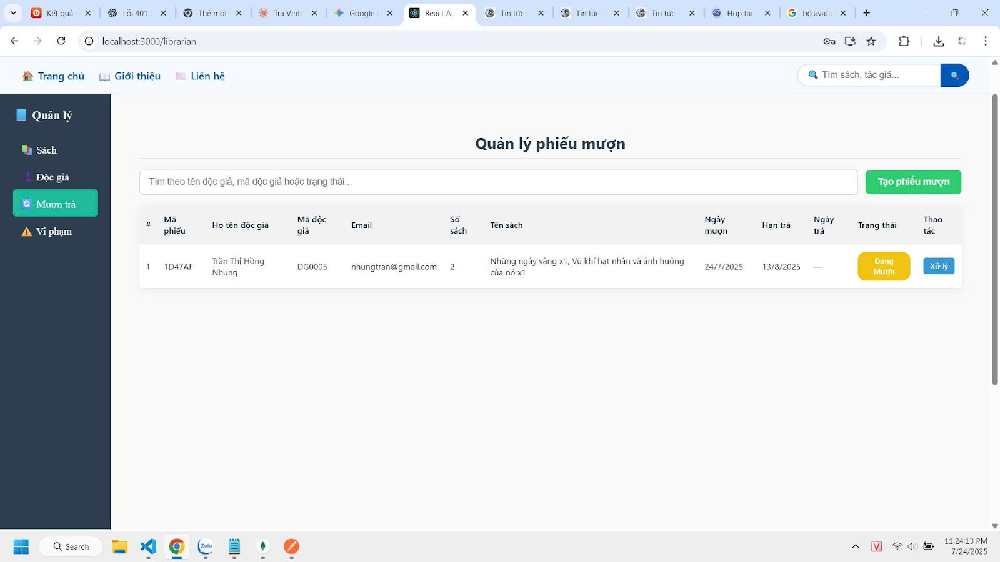 Kết quả
Lỗi 401
Thẻ mới
Tra Vinh
Google
React Ap
Tin tức -
Tin tức -
Tin tức -
Hợp tác
bộ avata
localhost:3000/librarian
Trang chủ
Giới thiệu
Liên hệ
Tìm sách, tác giả...
Quản lý
Sách
Độc giả
Mượn trả
Vi phạm
Quản lý phiếu mượn
Tìm theo tên độc giả, mã độc giả hoặc trạng thái...
Tạo phiếu mượn
# Mã phiếu Họ tên độc giả Mã độc giả Email Số sách Tên sách Ngày mượn Hạn trả Ngày trả Trạng thái Thao tác
1 1D47AF Trần Thị Hồng Nhung DG0005 nhungtran@gmail.com 2 Những ngày vàng x1, Vũ khí hạt nhân và ảnh hưởng của nó x1 24/7/2025 13/8/2025 — Đang Mượn Xử lý
Search
Zalo
V
11:24:13 PM
7/24/2025